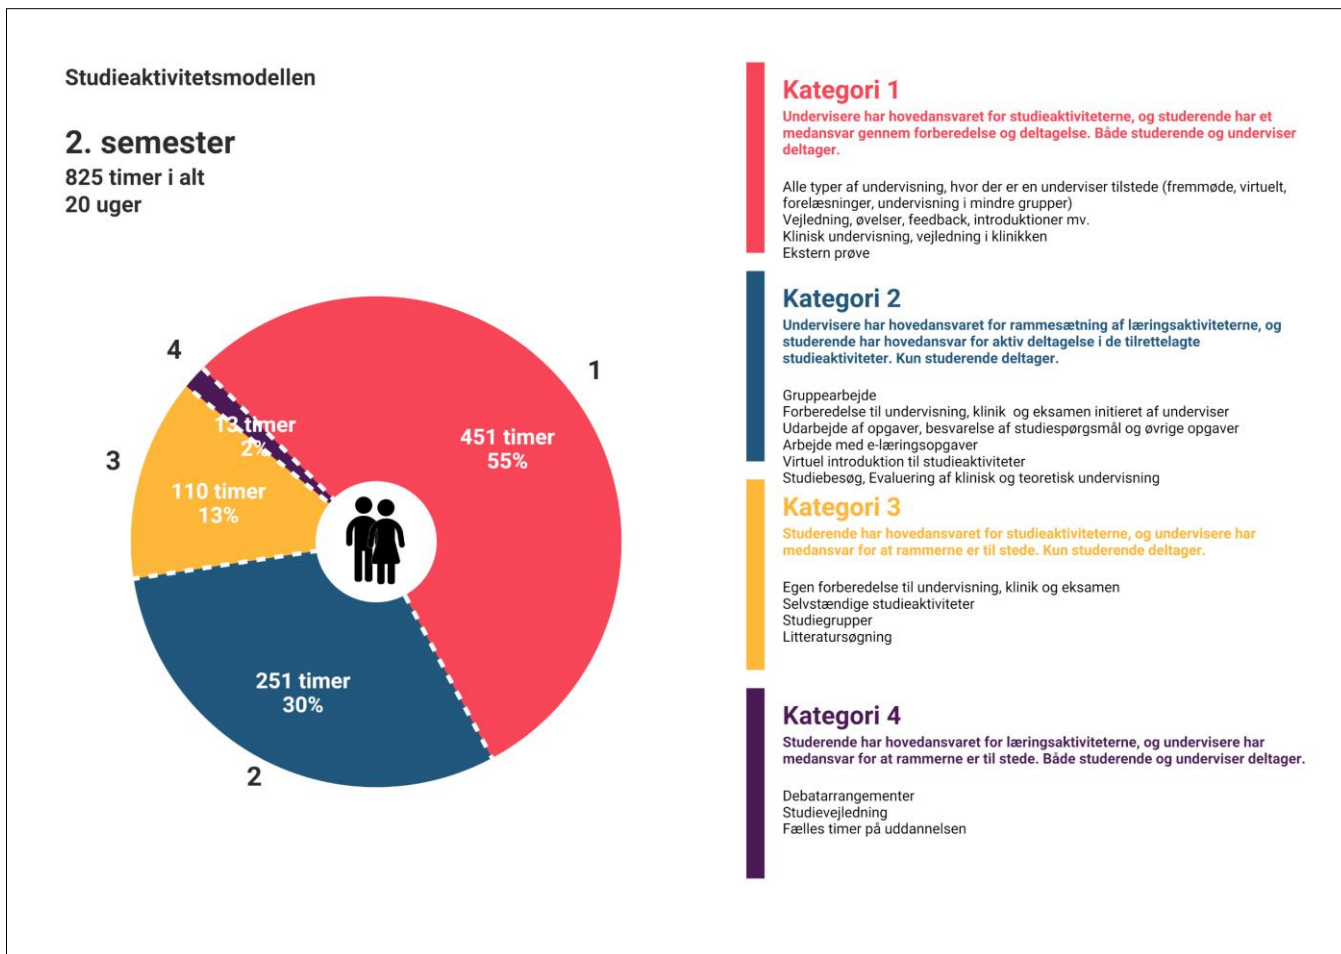 Studieaktivitetsmodellen
2. semester
825 timer i alt
20 uger
4
1
13 timer
2%
451 timer
55%
3
110 timer
13%
251 timer
30%
2
Kategori 1
Undervisere har hovedansvaret for studieaktiviteterne, og studerende har et
medansvar gennem forberedelse og deltagelse. Både studerende og underviser
deltager.
Alle typer af undervisning, hvor der er en underviser tilstede (fremmøde, virtuelt,
forelæsninger, undervisning i mindre grupper)
Vejledning, øvelser, feedback, introduktioner mv.
Klinisk undervisning, vejledning i klinikken
Ekstern prøve
Kategori 2
Undervisere har hovedansvaret for rammesætning af læringsaktiviteterne, og
studerende har hovedansvar for aktiv deltagelse i de tilrettelagte
studieaktiviteter. Kun studerende deltager.
Gruppearbejde
Forberedelse til undervisning, klinik  og eksamen initieret af underviser
Udarbejde af opgaver, besvarelse af studiespørgsmål og øvrige opgaver
Arbejde med e-læringsopgaver
Virtuel introduktion til studieaktiviteter
Studiebesøg, Evaluering af klinisk og teoretisk undervisning
Kategori 3
Studerende har hovedansvaret for studieaktiviteterne, og undervisere har
medansvar for at rammerne er til stede. Kun studerende deltager.
Egen forberedelse til undervisning, klinik og eksamen
Selvstændige studieaktiviteter
Studiegrupper
Litteratursøgning
Kategori 4
Studerende har hovedansvaret for læringsaktiviteterne, og undervisere har
medansvar for at rammerne er til stede. Både studerende og underviser deltager.
Debatarrangementer
Studievejledning
Fælles timer på uddannelsen